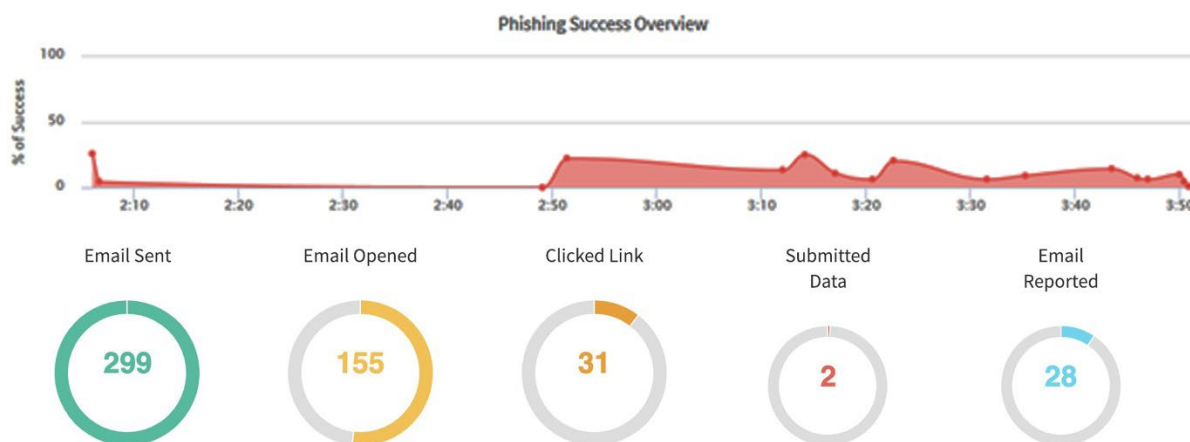 Phishing Success Overview
% of Success
100
50
0
2:10 2:20 2:30 2:40 2:50 3:00 3:10 3:20 3:30 3:40 3:50
Email Sent Email Opened Clicked Link Submitted Data Email Reported
299 155 31 2 28